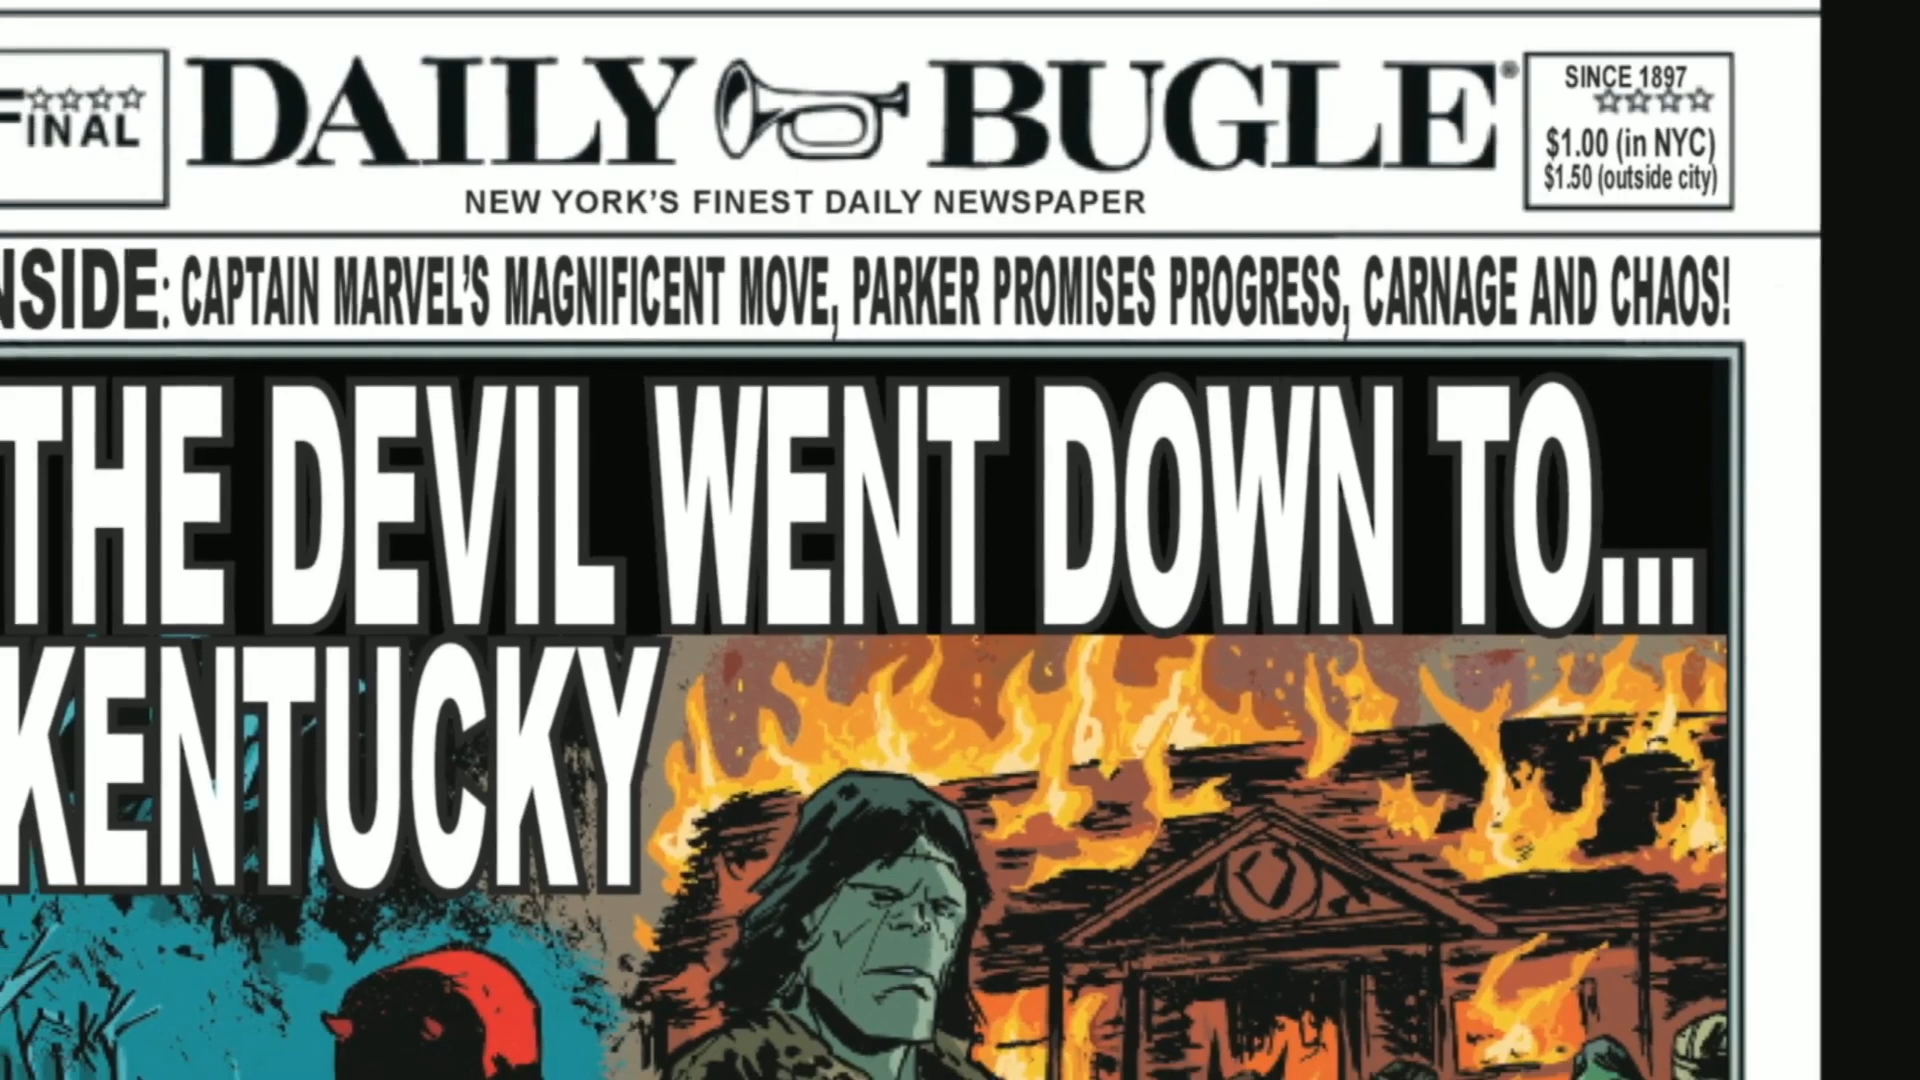 FINAL
DAILY BUGLE®
SINCE 1897
$1.00 (in NYC)
$1.50 (outside city)
NEW YORK'S FINEST DAILY NEWSPAPER
NSIDE: CAPTAIN MARVEL'S MAGNIFICENT MOVE, PARKER PROMISES PROGRESS, CARNAGE AND CHAOS!
THE DEVIL WENT DOWN TO...
KENTUCKY